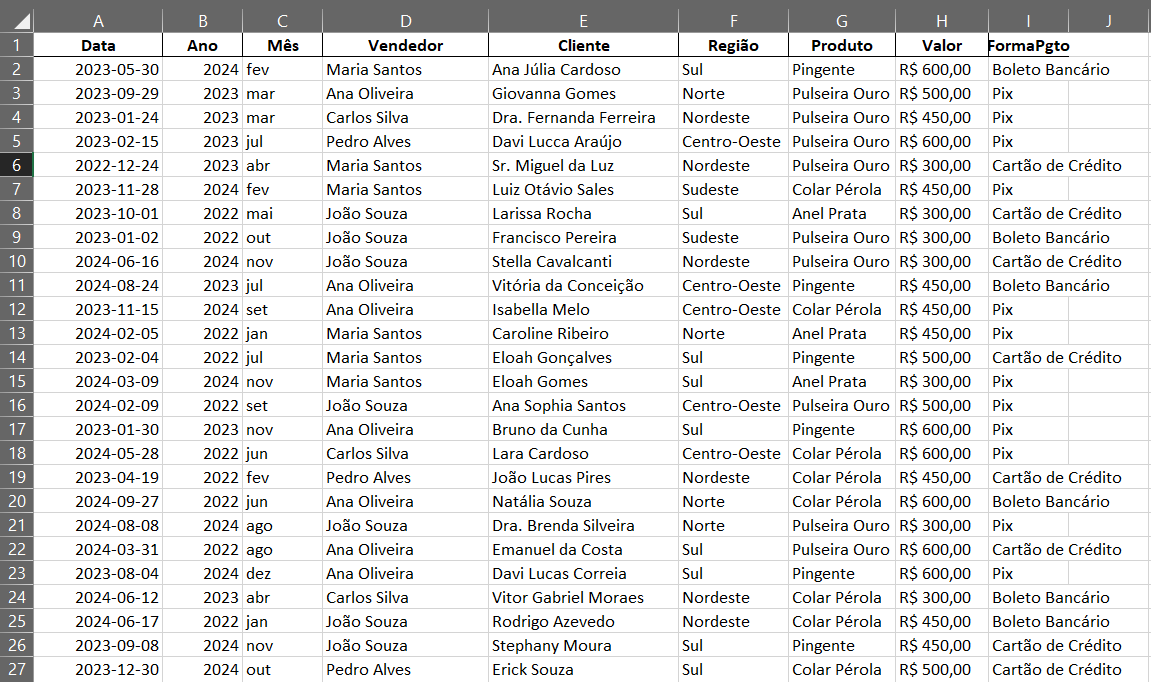 A B C D E F G H I J
1 Data Ano Mês Vendedor Cliente Região Produto Valor FormaPgto
2 2023-05-30 2024 fev Maria Santos Ana Júlia Cardoso Sul Pingente R$ 600,00 Boleto Bancário
3 2023-09-29 2023 mar Ana Oliveira Giovanna Gomes Norte Pulseira Ouro R$ 500,00 Pix
4 2023-01-24 2023 mar Carlos Silva Dra. Fernanda Ferreira Nordeste Pulseira Ouro R$ 450,00 Pix
5 2023-02-15 2023 jul Pedro Alves Davi Lucca Araújo Centro-Oeste Pulseira Ouro R$ 600,00 Pix
6 2022-12-24 2023 abr Maria Santos Sr. Miguel da Luz Nordeste Pulseira Ouro R$ 300,00 Cartão de Crédito
7 2023-11-28 2024 fev Maria Santos Luiz Otávio Sales Sudeste Colar Pérola R$ 450,00 Pix
8 2023-10-01 2022 mai João Souza Larissa Rocha Sul Anel Prata R$ 300,00 Cartão de Crédito
9 2023-01-02 2022 out João Souza Francisco Pereira Sudeste Pulseira Ouro R$ 300,00 Boleto Bancário
10 2024-06-16 2024 nov João Souza Stella Cavalcanti Nordeste Pulseira Ouro R$ 300,00 Cartão de Crédito
11 2024-08-24 2023 jul Ana Oliveira Vitória da Conceição Centro-Oeste Pingente R$ 450,00 Boleto Bancário
12 2023-11-15 2024 set Ana Oliveira Isabella Melo Centro-Oeste Colar Pérola R$ 450,00 Pix
13 2024-02-05 2022 jan Maria Santos Caroline Ribeiro Norte Anel Prata R$ 450,00 Pix
14 2023-02-04 2022 jul Maria Santos Eloah Gonçalves Sul Pingente R$ 500,00 Cartão de Crédito
15 2024-03-09 2024 nov Maria Santos Eloah Gomes Sul Anel Prata R$ 300,00 Pix
16 2024-02-09 2022 set João Souza Ana Sophia Santos Centro-Oeste Pulseira Ouro R$ 500,00 Pix
17 2023-01-30 2023 nov Ana Oliveira Bruno da Cunha Sul Pingente R$ 600,00 Pix
18 2024-05-28 2022 jun Carlos Silva Lara Cardoso Centro-Oeste Colar Pérola R$ 600,00 Pix
19 2023-04-19 2022 fev Pedro Alves João Lucas Pires Nordeste Colar Pérola R$ 450,00 Cartão de Crédito
20 2024-09-27 2022 jun Ana Oliveira Natália Souza Norte Colar Pérola R$ 600,00 Boleto Bancário
21 2024-08-08 2024 ago João Souza Dra. Brenda Silveira Norte Pulseira Ouro R$ 300,00 Pix
22 2024-03-31 2022 ago Ana Oliveira Emanuel da Costa Sul Pulseira Ouro R$ 600,00 Cartão de Crédito
23 2023-08-04 2024 dez Ana Oliveira Davi Lucas Correia Sul Pingente R$ 600,00 Pix
24 2024-06-12 2023 abr Carlos Silva Vitor Gabriel Moraes Nordeste Colar Pérola R$ 300,00 Boleto Bancário
25 2024-06-17 2022 jan João Souza Rodrigo Azevedo Nordeste Colar Pérola R$ 450,00 Boleto Bancário
26 2023-09-08 2024 nov João Souza Stephany Moura Sul Pingente R$ 450,00 Cartão de Crédito
27 2023-12-30 2024 out Pedro Alves Erick Souza Sul Colar Pérola R$ 500,00 Cartão de Crédito